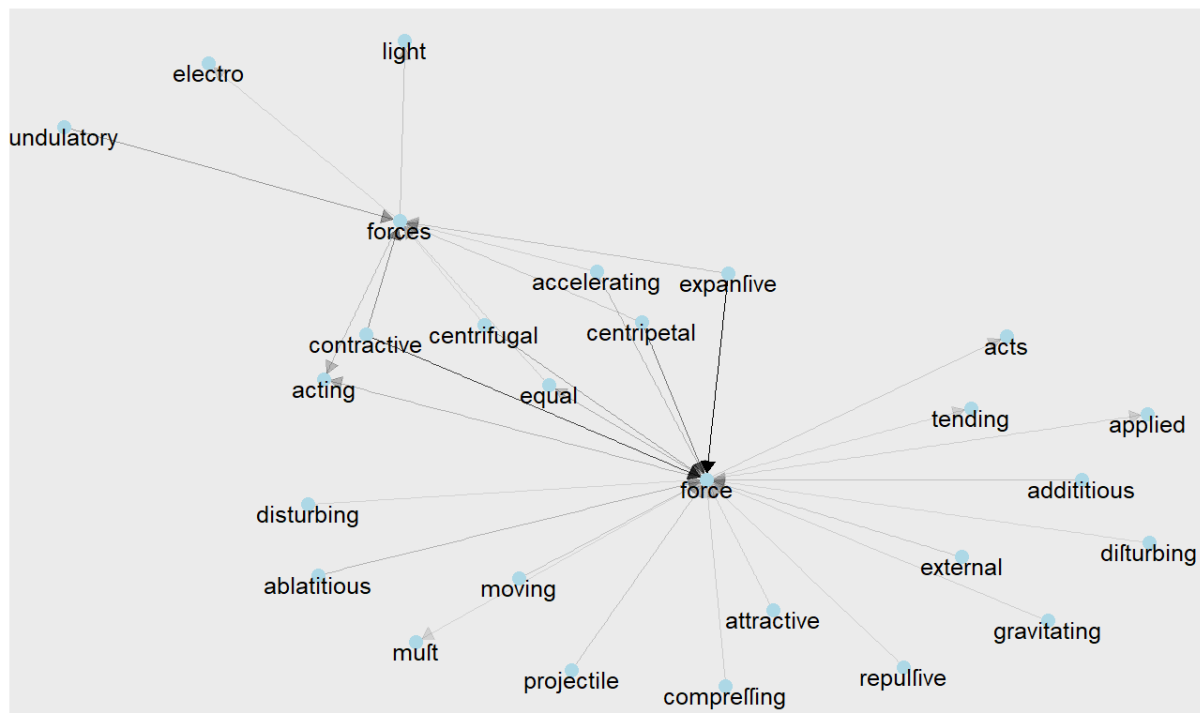 light
electro
undulatory
forces
accelerating
expanſive
centrifugal
centripetal
contractive
acts
acting
equal
tending
applied
force
addititious
disturbing
diſturbing
external
ablatitious
moving
attractive
gravitating
muſt
projectile
repulſive
compreſſing